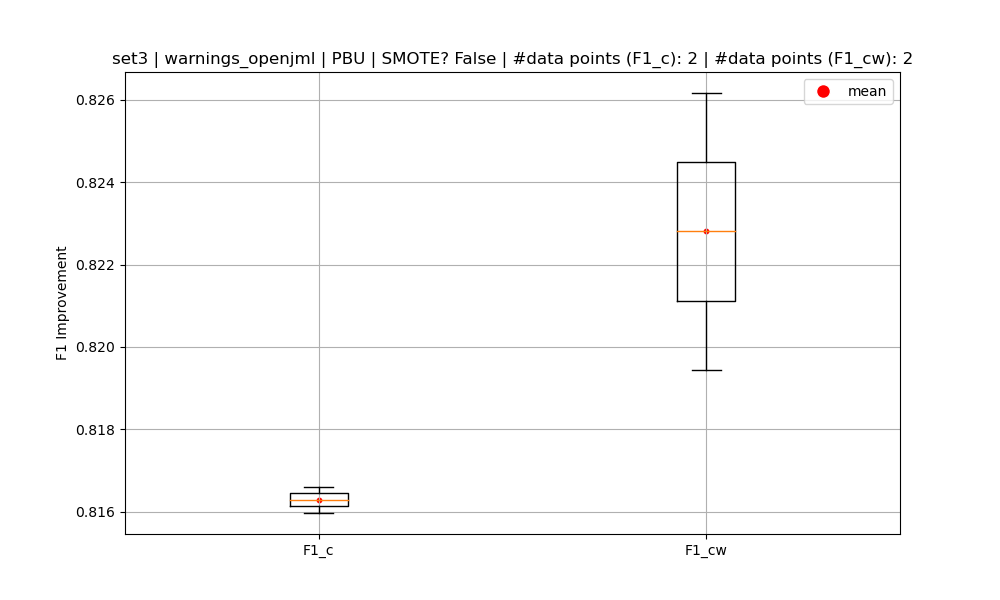 set3 | warnings_openjml | PBU | SMOTE? False | #data points (F1_c): 2 | #data points (F1_cw): 2
mean
0.826
0.824
0.822
0.820
0.818
0.816
F1 Improvement
F1_c
F1_cw